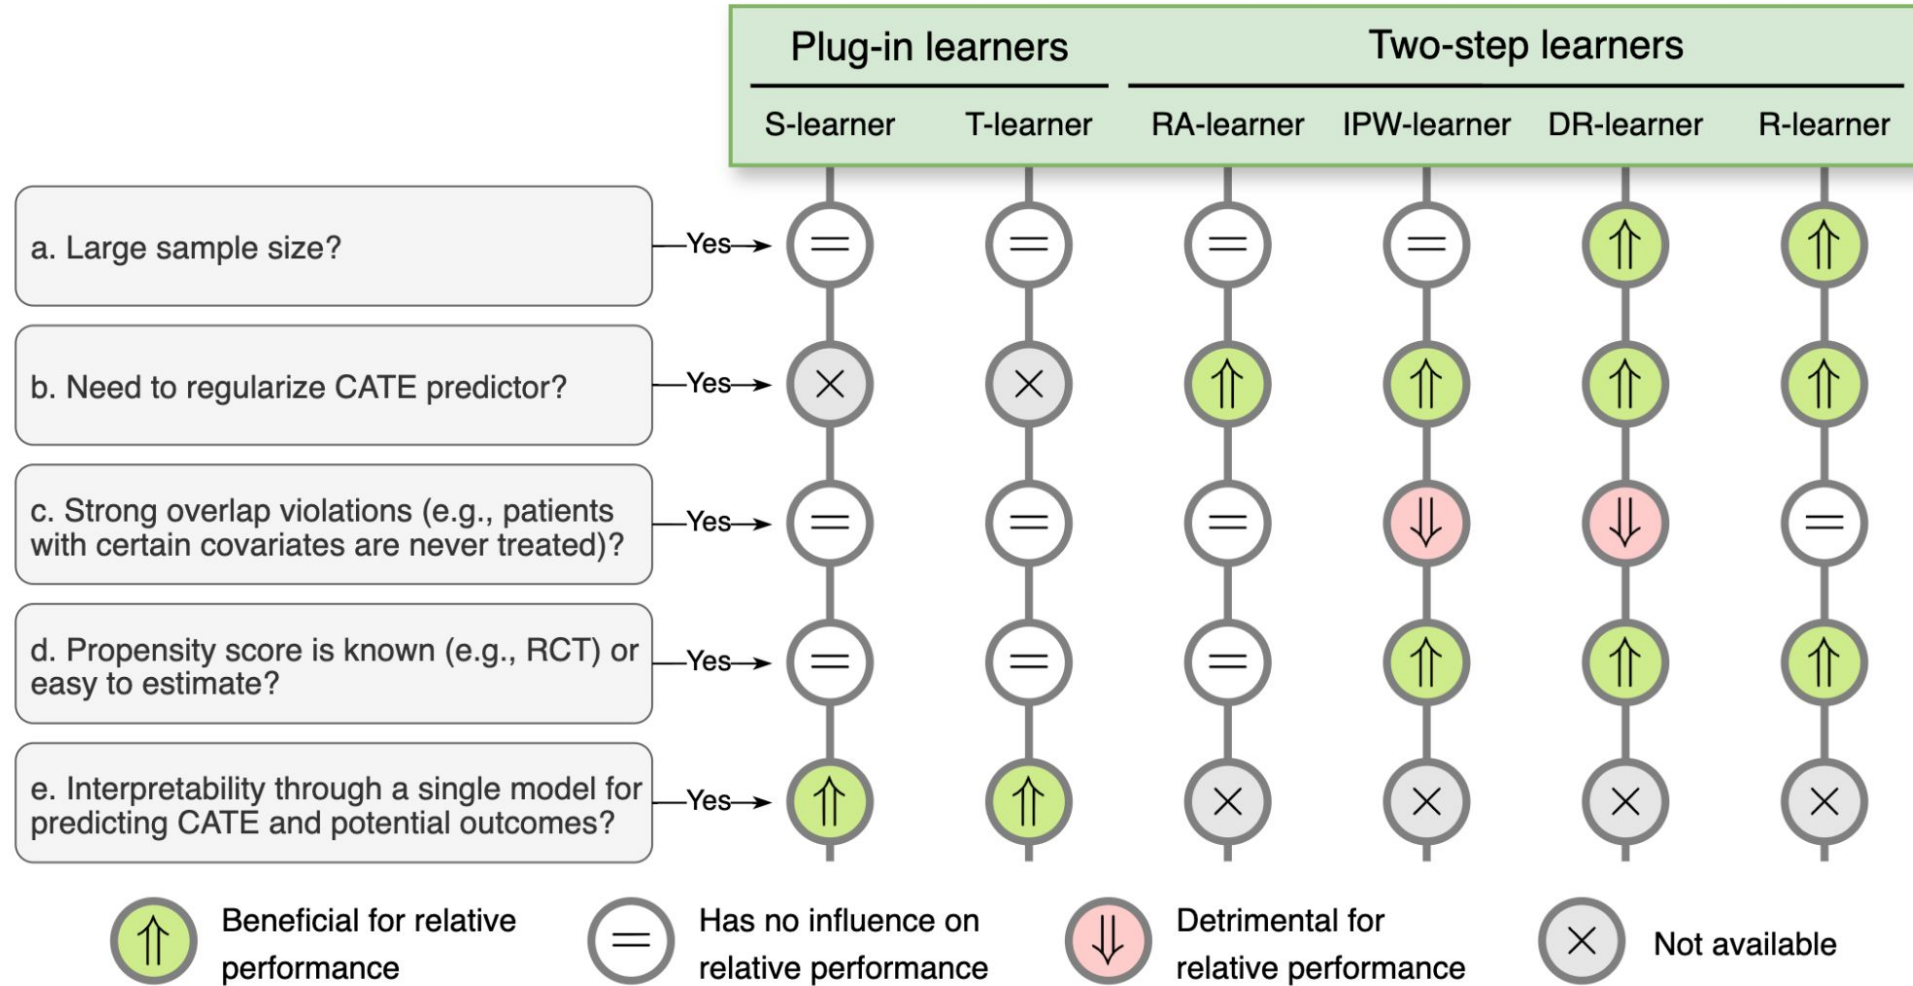 Plug-in learners
Two-step learners
S-learner
T-learner
RA-learner
IPW-learner
DR-learner
R-learner
a. Large sample size?
Yes
b. Need to regularize CATE predictor?
Yes
c. Strong overlap violations (e.g., patients
with certain covariates are never treated)?
Yes
d. Propensity score is known (e.g., RCT) or
easy to estimate?
Yes
e. Interpretability through a single model for
predicting CATE and potential outcomes?
Yes
Beneficial for relative
performance
Has no influence on
relative performance
Detrimental for
relative performance
Not available